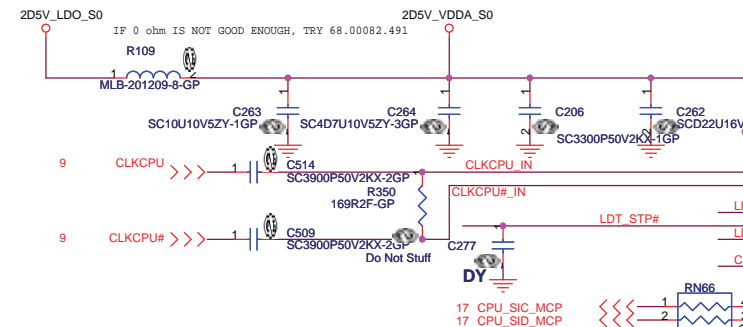 2D5V_LDO_S0
2D5V_VDDA_S0
IF 0 ohm IS NOT GOOD ENOUGH, TRY 68.00082.491
R109
1
2
MLB-201209-8-GP
C263
SC10U10V5ZY-1GP
1
2
C264
SC4D7U10V5ZY-3GP
1
2
C206
SC3300P50V2KX-1GP
1
2
C262
SCD22U16V
1
2
9 CLKCPU
1
C514
SC3900P50V2KX-2GP
CLKCPU_IN
R350
169R2F-GP
1
CLKCPU#_IN
LDT_STP#
9 CLKCPU#
1
C509
SC3900P50V2KX-2GP
Do Not Stuff
C277
DY
1
2
RN66
17 CPU_SIC_MCP
1
17 CPU_SID_MCP
2